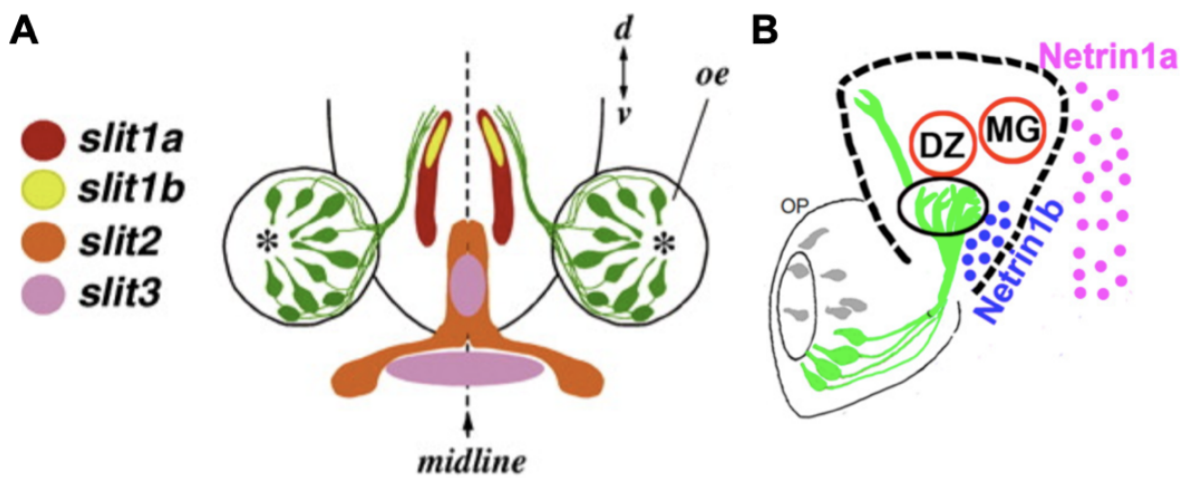 A
slit1a
slit1b
slit2
slit3
d
v
oe
*
*
midline
B
Netrin1a
DZ
MG
OP
Netrin1b